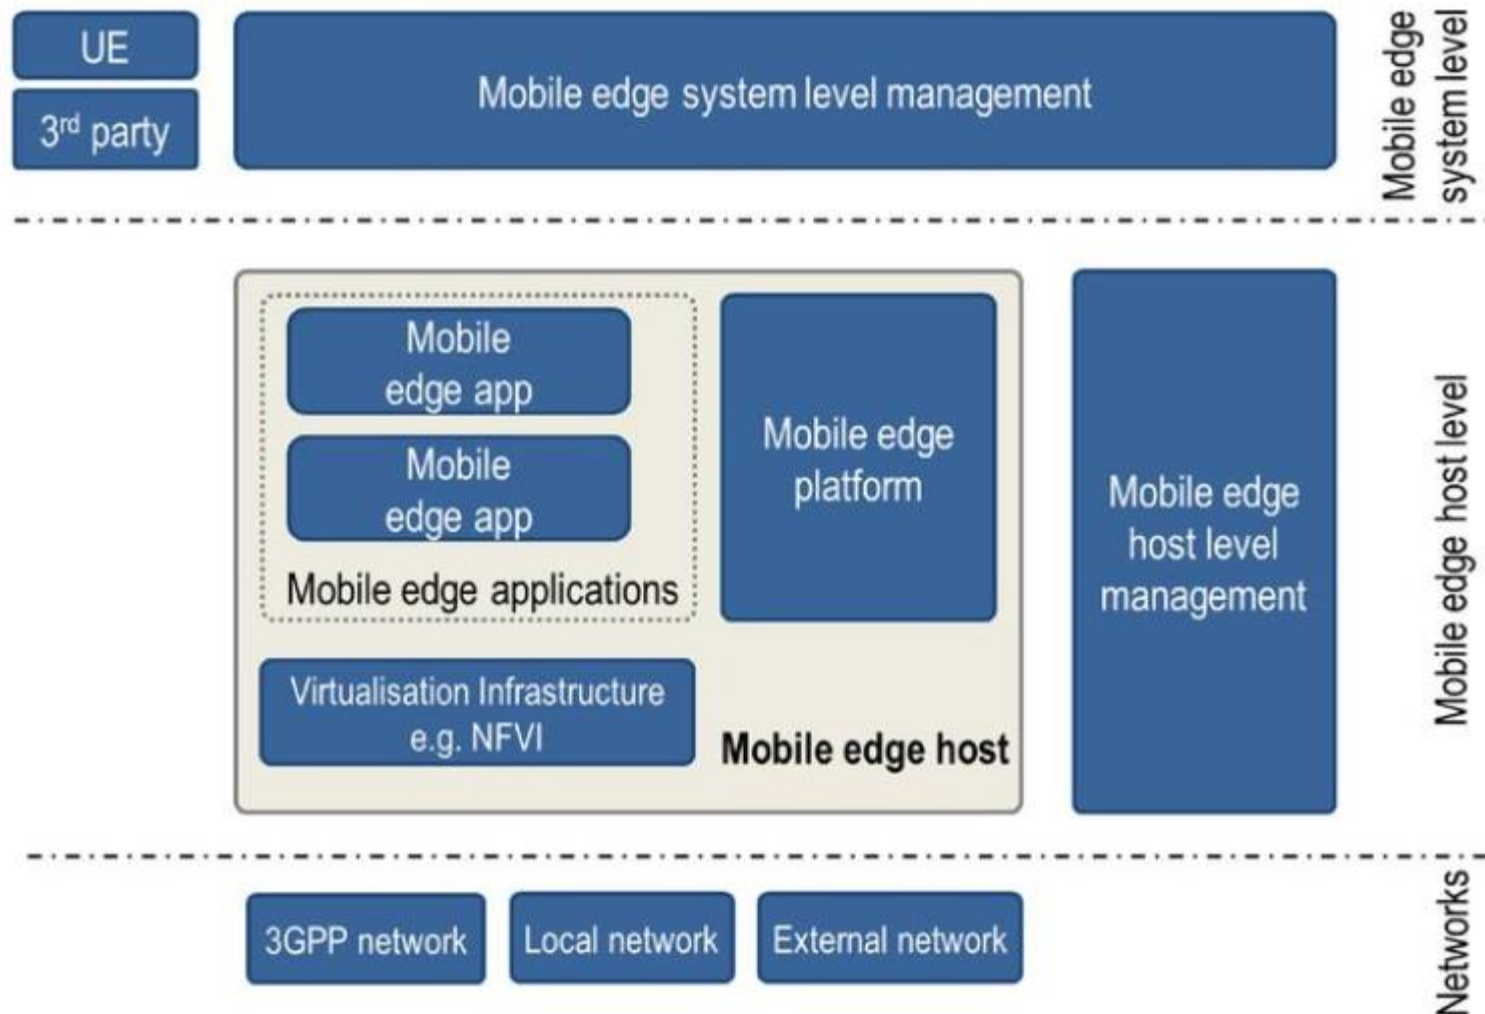 UE
3rd party
Mobile edge system level management
Mobile edge
system level
Mobile
edge app
Mobile
edge app
Mobile edge applications
Mobile edge
platform
Virtualisation Infrastructure
e.g. NFVI
Mobile edge host
Mobile edge
host level
management
Mobile edge host level
3GPP network
Local network
External network
Networks